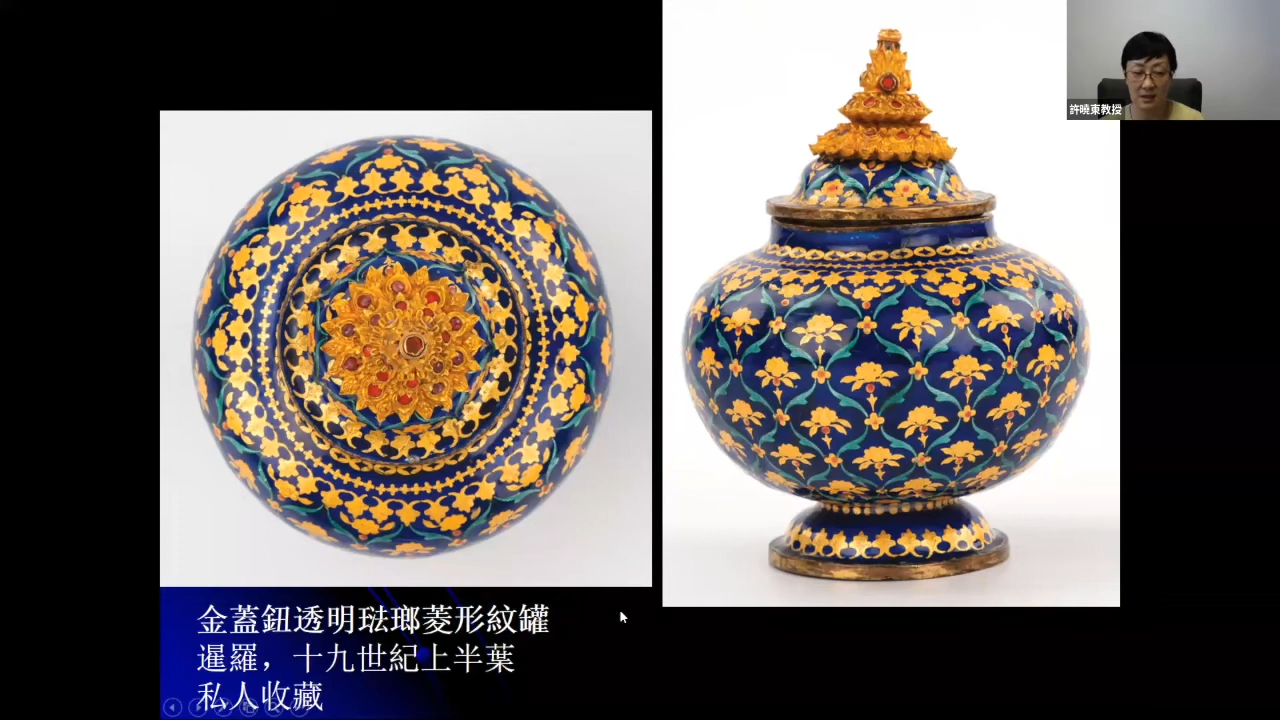 許曉東教授
金蓋鈕透明琺瑯菱形紋罐
暹羅，十九世紀上半葉
私人收藏